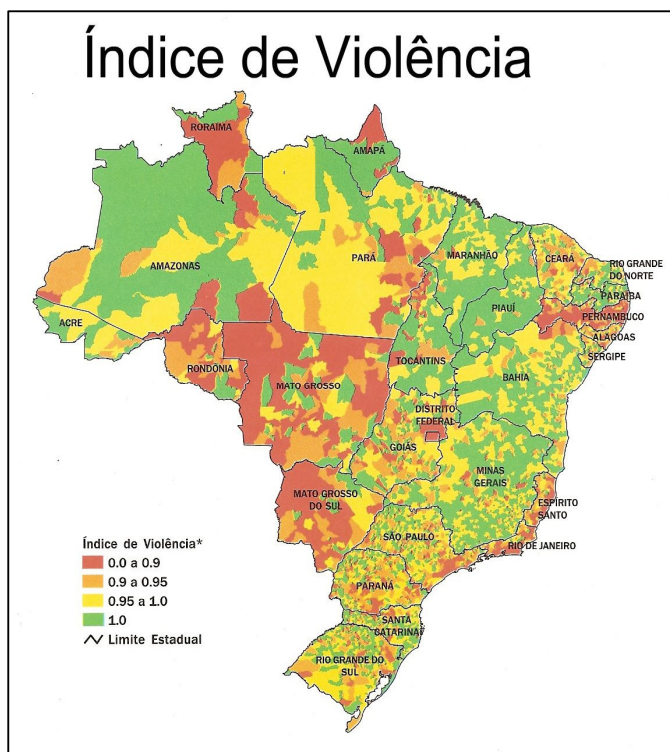 Índice de Violência
RORAIMA
AMAPÁ
AMAZONAS
PARÁ
MARANHÃO
CEARÁ
RIO GRANDE
DO NORTE
PARAÍBA
PERNAMBUCO
ALAGOAS
SERGIPE
PIAUÍ
ACRE
RONDÔNIA
TOCANTINS
BAHIA
MATO GROSSO
DISTRITO
FEDERAL
GOIÁS
MINAS
GERAIS
MATO GROSSO
DO SUL
ESPÍRITO
SANTO
SÃO PAULO
RIO DE JANEIRO
PARANÁ
SANTA
CATARINA
RIO GRANDE DO
SUL
Índice de Violência*
0.0 a 0.9
0.9 a 0.95
0.95 a 1.0
1.0
Limite Estadual